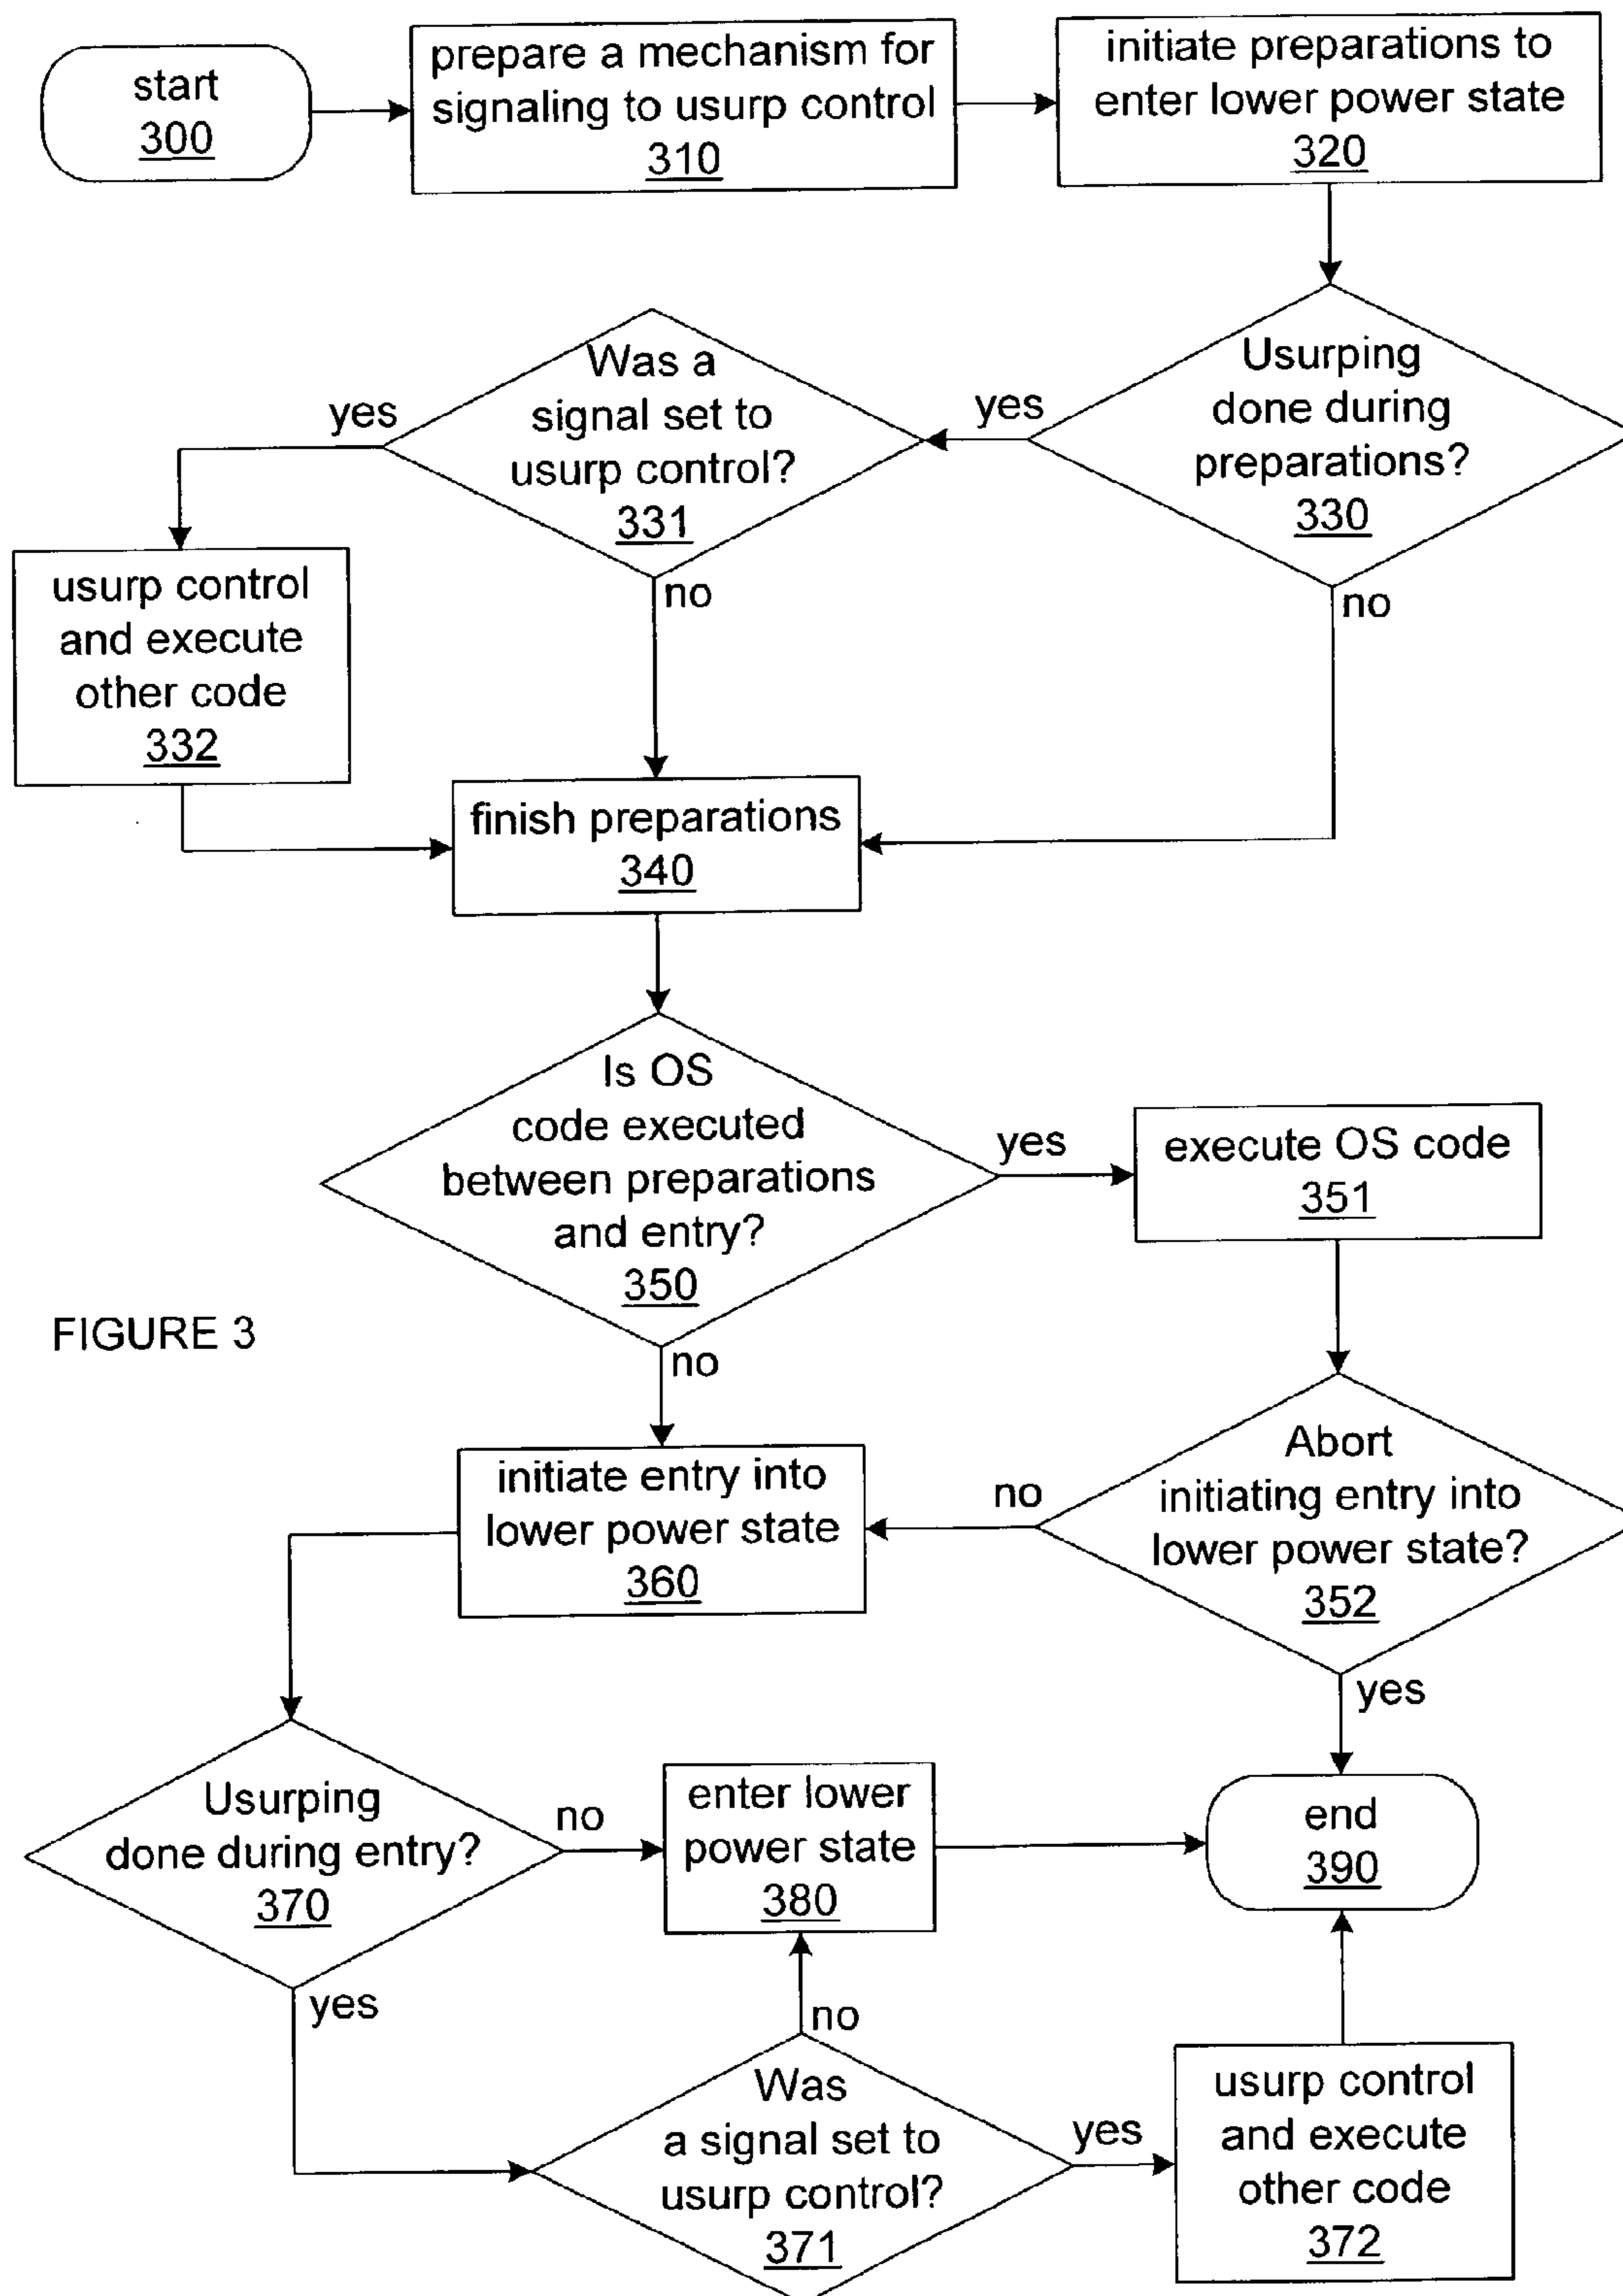 start
300
prepare a mechanism for
signaling to usurp control
310
initiate preparations to
enter lower power state
320
Usurping
done during
preparations?
330
yes
no
Was a
signal set to
usurp control?
331
yes
no
usurp control
and execute
other code
332
finish preparations
340
Is OS
code executed
between preparations
and entry?
350
yes
no
execute OS code
351
FIGURE 3
Abort
initiating entry into
lower power state?
352
no
yes
initiate entry into
lower power state
360
Usurping
done during entry?
370
no
yes
enter lower
power state
380
end
390
Was
a signal set to
usurp control?
371
no
yes
usurp control
and execute
other code
372